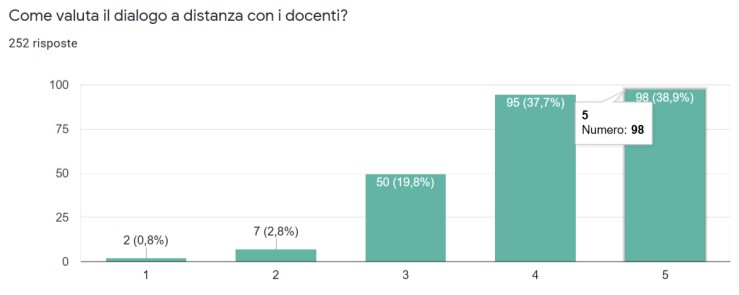 Come valuta il dialogo a distanza con i docenti?
252 risposte
100
75
50
25
0
2 (0,8%)
7 (2,8%)
50 (19,8%)
95 (37,7%)
98 (38,9%)
5
Numero: 98
1 2 3 4 5